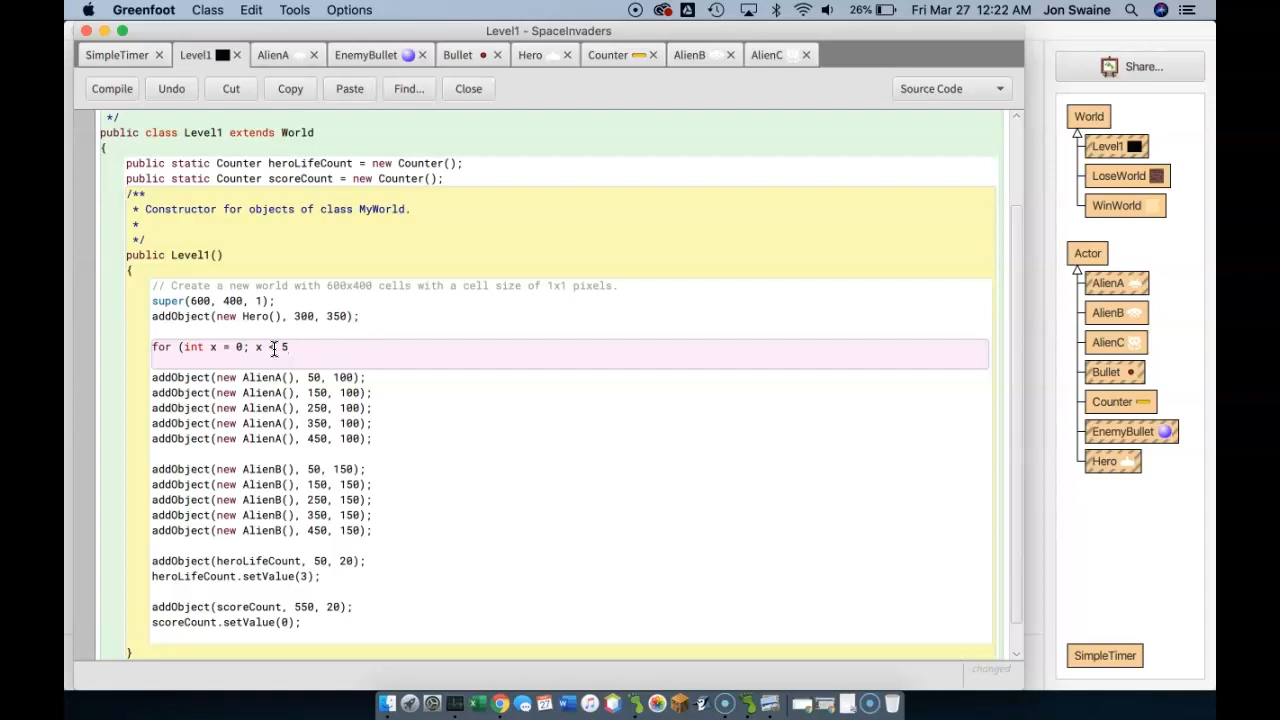 Greenfoot Class Edit Tools Options 26% Fri Mar 27 12:22 AM Jon Swaine
Level1 - SpaceInvaders
SimpleTimer Level1 AlienA EnemyBullet Bullet Hero Counter AlienB AlienC
Compile Undo Cut Copy Paste Find... Close Source Code
*/
public class Level1 extends World
{
public static Counter heroLifeCount = new Counter();
public static Counter scoreCount = new Counter();
/**
* Constructor for objects of class MyWorld.
*
*/
public Level1()
{
// Create a new world with 600x400 cells with a cell size of 1x1 pixels.
super(600, 400, 1);
addObject(new Hero(), 300, 350);
for (int x = 0; x < 5
addObject(new AlienA(), 50, 100);
addObject(new AlienA(), 150, 100);
addObject(new AlienA(), 250, 100);
addObject(new AlienA(), 350, 100);
addObject(new AlienA(), 450, 100);
addObject(new AlienB(), 50, 150);
addObject(new AlienB(), 150, 150);
addObject(new AlienB(), 250, 150);
addObject(new AlienB(), 350, 150);
addObject(new AlienB(), 450, 150);
addObject(heroLifeCount, 50, 20);
heroLifeCount.setValue(3);
addObject(scoreCount, 550, 20);
scoreCount.setValue(0);
}
changed
Share...
World
Level1
LoseWorld
WinWorld
Actor
AlienA
AlienB
AlienC
Bullet
Counter
EnemyBullet
Hero
SimpleTimer